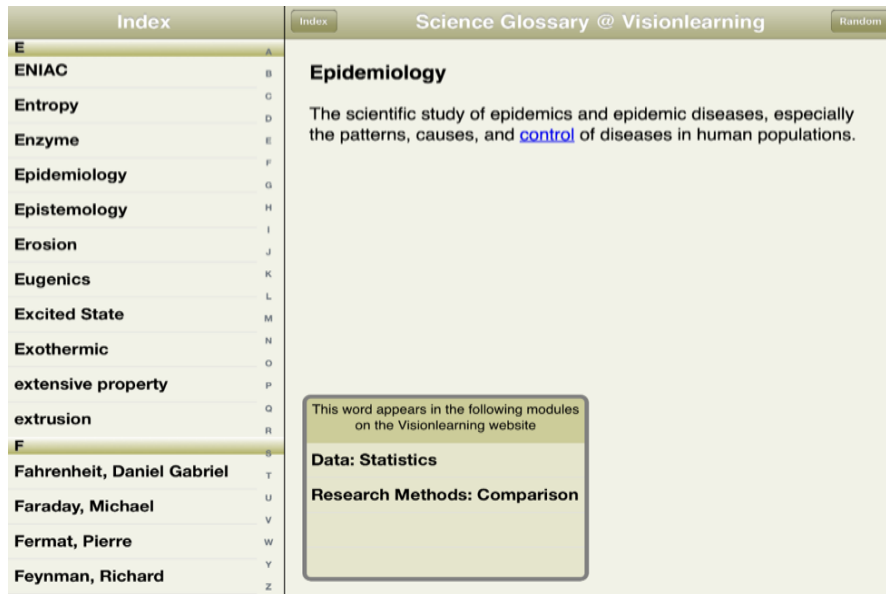 Index
E
ENIAC
Entropy
Enzyme
Epidemiology
Epistemology
Erosion
Eugenics
Excited State
Exothermic
extensive property
extrusion
F
Fahrenheit, Daniel Gabriel
Faraday, Michael
Fermat, Pierre
Feynman, Richard
A
B
C
D
E
F
G
H
I
J
K
L
M
N
O
P
Q
R
S
T
U
V
W
Y
Z
Index
Science Glossary @ Visionlearning
Random
Epidemiology
The scientific study of epidemics and epidemic diseases, especially
the patterns, causes, and control of diseases in human populations.
This word appears in the following modules
on the Visionlearning website
Data: Statistics
Research Methods: Comparison